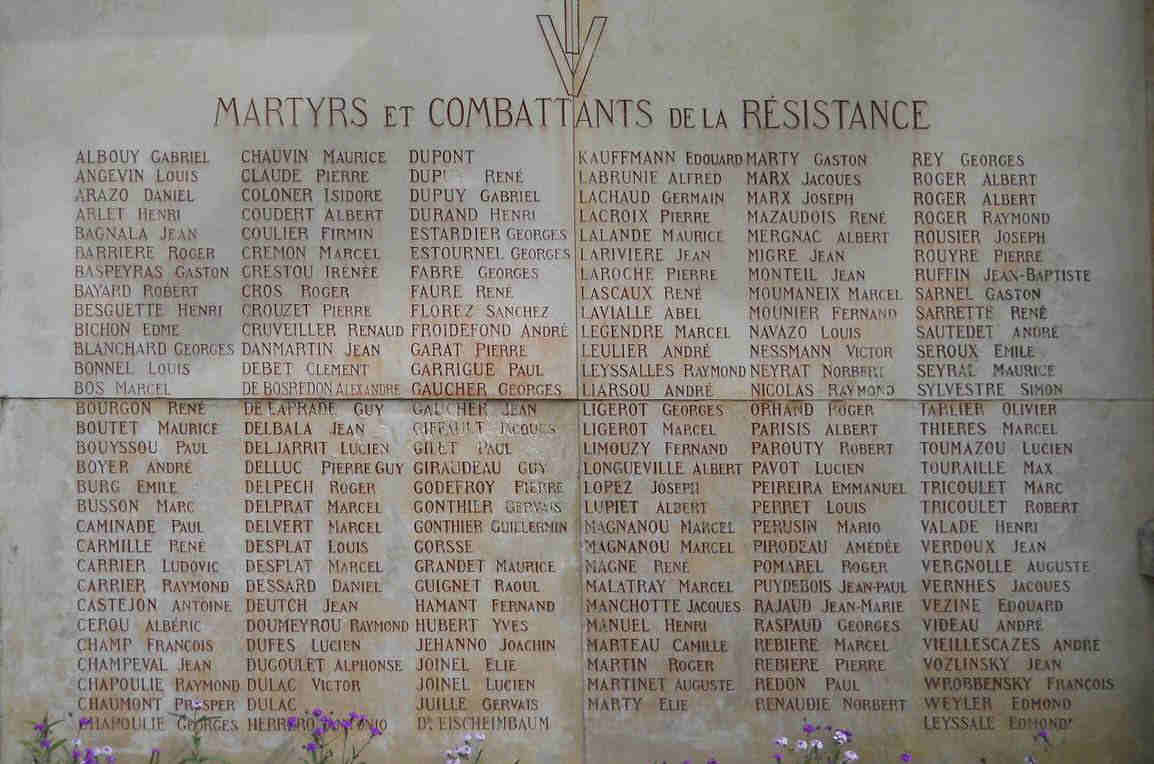 MARTYRS ET COMBATTANTS DE LA RÉSISTANCE
ALBOUY GABRIEL
ANGEVIN LOUIS
ARAZO DANIEL
ARLET HENRI
BAGNALA JEAN
BARRIERE ROGER
BASPEYRAS GASTON
BAYARD ROBERT
BESGUETTE HENRI
BICHON EDME
BLANCHARD GEORGES
BONNEL LOUIS
BOS MARCEL
BOURGON RENÉ
BOUTET MAURICE
BOUYSSOU PAUL
BOYER ANDRÉ
BURG EMILE
BUSSON MARC
CAMINADE PAUL
CARMILLE RENÉ
CARRIER LUDOVIC
CARRIER RAYMOND
CASTEJON ANTOINE
CEROU ALBÉRIC
CHAMP FRANÇOIS
CHAMPEVAL JEAN
CHAPOULIE RAYMOND
CHAUMONT PROSPER
CHAPOULIE GEORGES
CHAUVIN MAURICE
CLAUDE PIERRE
COLONER ISIDORE
COUDERT ALBERT
COULIER FIRMIN
CREMON MARCEL
CRESTOU IRÉNÉE
CROS ROGER
CROUZET PIERRE
CRUVEILLER RENAUD
DANMARTIN JEAN
DEBET CLEMENT
DE BOSREDON ALEXANDRE
DE LAPRADE GUY
DELBALA JEAN
DELJARRIT LUCIEN
DELLUC PIERRE GUY
DELPECH ROGER
DELPRAT MARCEL
DELVERT MARCEL
DESPLAT LOUIS
DESPLAT MARCEL
DESSARD DANIEL
DEUTCH JEAN
DOUMEYROU RAYMOND
DUFES LUCIEN
DUGOULET ALPHONSE
DULAC VICTOR
DULAC
HERRERO ANTONIO
DUPONT
RENÉ
DUPUY GABRIEL
DURAND HENRI
ESTARDIER GEORGES
ESTOURNEL GEORGES
FABRE GEORGES
FAURE RENÉ
FLOREZ SANCHEZ
FROIDEFOND ANDRÉ
GARAT PIERRE
GARRIGUE PAUL
GAUCHER GEORGES
GAUCHER JEAN
GIFFAULT JACQUES
GILET PAUL
GIRAUDEAU GUY
GODEFROY PIERRE
GONTHIER GERVAIS
GONTHIER GUILLERMIN
GORSSE
GRANDET MAURICE
GUIGNET RAOUL
HAMANT FERNAND
HUBERT YVES
JEHANNO JOACHIN
JOINEL ELIE
JOINEL LUCIEN
JUILLE GERVAIS
DR EISCHEIMBAUM
KAUFFMANN EDOUARD
LABRUNIE ALFRED
LACHAUD GERMAIN
LACROIX PIERRE
LALANDE MAURICE
LARIVIERE JEAN
LAROCHE PIERRE
LASCAUX RENÉ
LAVIALLE ABEL
LEGENDRE MARCEL
LEULIER ANDRÉ
LEYSSALLES RAYMOND
LIARSOU ANDRÉ
LIGEROT GEORGES
LIGEROT MARCEL
LIMOUZY FERNAND
LONGUEVILLE ALBERT
LOPEZ JOSEPH
LUPIET ALBERT
MAGNANOU MARCEL
MAGNANOU MARCEL
MAGNE RENÉ
MALATRAY MARCEL
MANCHOTTE JACQUES
MANUEL HENRI
MARTEAU CAMILLE
MARTIN ROGER
MARTINET AUGUSTE
MARTY ELIE
MARTY GASTON
MARX JACQUES
MARX JOSEPH
MAZAUDOIS RENÉ
MERGNAC ALBERT
MIGRE JEAN
MONTEIL JEAN
MOUMANEIX MARCEL
MOUNIER FERNAND
NAVAZO LOUIS
NESSMANN VICTOR
NEYRAT NORBERT
NICOLAS RAYMOND
ORHAND ROGER
PARISIS ALBERT
PAROUTY ROBERT
PAVOT LUCIEN
PEIREIRA EMMANUEL
PERRET LOUIS
PERUSIN MARIO
PIRODEAU AMÉDÉE
POMAREL ROGER
PUYDEBOIS JEAN-PAUL
RAJAUD JEAN-MARIE
RASPAUD GEORGES
REBIERE MARCEL
REBIERE PIERRE
REDON PAUL
RENAUDIE NORBERT
REY GEORGES
ROGER ALBERT
ROGER ALBERT
ROGER RAYMOND
ROUSIER JOSEPH
ROUYRE PIERRE
RUFFIN JEAN-BAPTISTE
SARNEL GASTON
SARRETTE RENÉ
SAUTEDET ANDRÉ
SEROUX EMILE
SEYRAL MAURICE
SYLVESTRE SIMON
TARLIER OLIVIER
THIERES MARCEL
TOUMAZOU LUCIEN
TOURAILLE MAX
TRICOULET MARC
TRICOULET ROBERT
VALADE HENRI
VERDOUX JEAN
VERGNOLLE AUGUSTE
VERNHES JACQUES
VEZINE EDOUARD
VIDEAU ANDRÉ
VIEILLESCAZES ANDRE
VOZLINSKY JEAN
WROBBENSKY FRANÇOIS
WEYLER EDMOND
LEYSSALE EDMOND